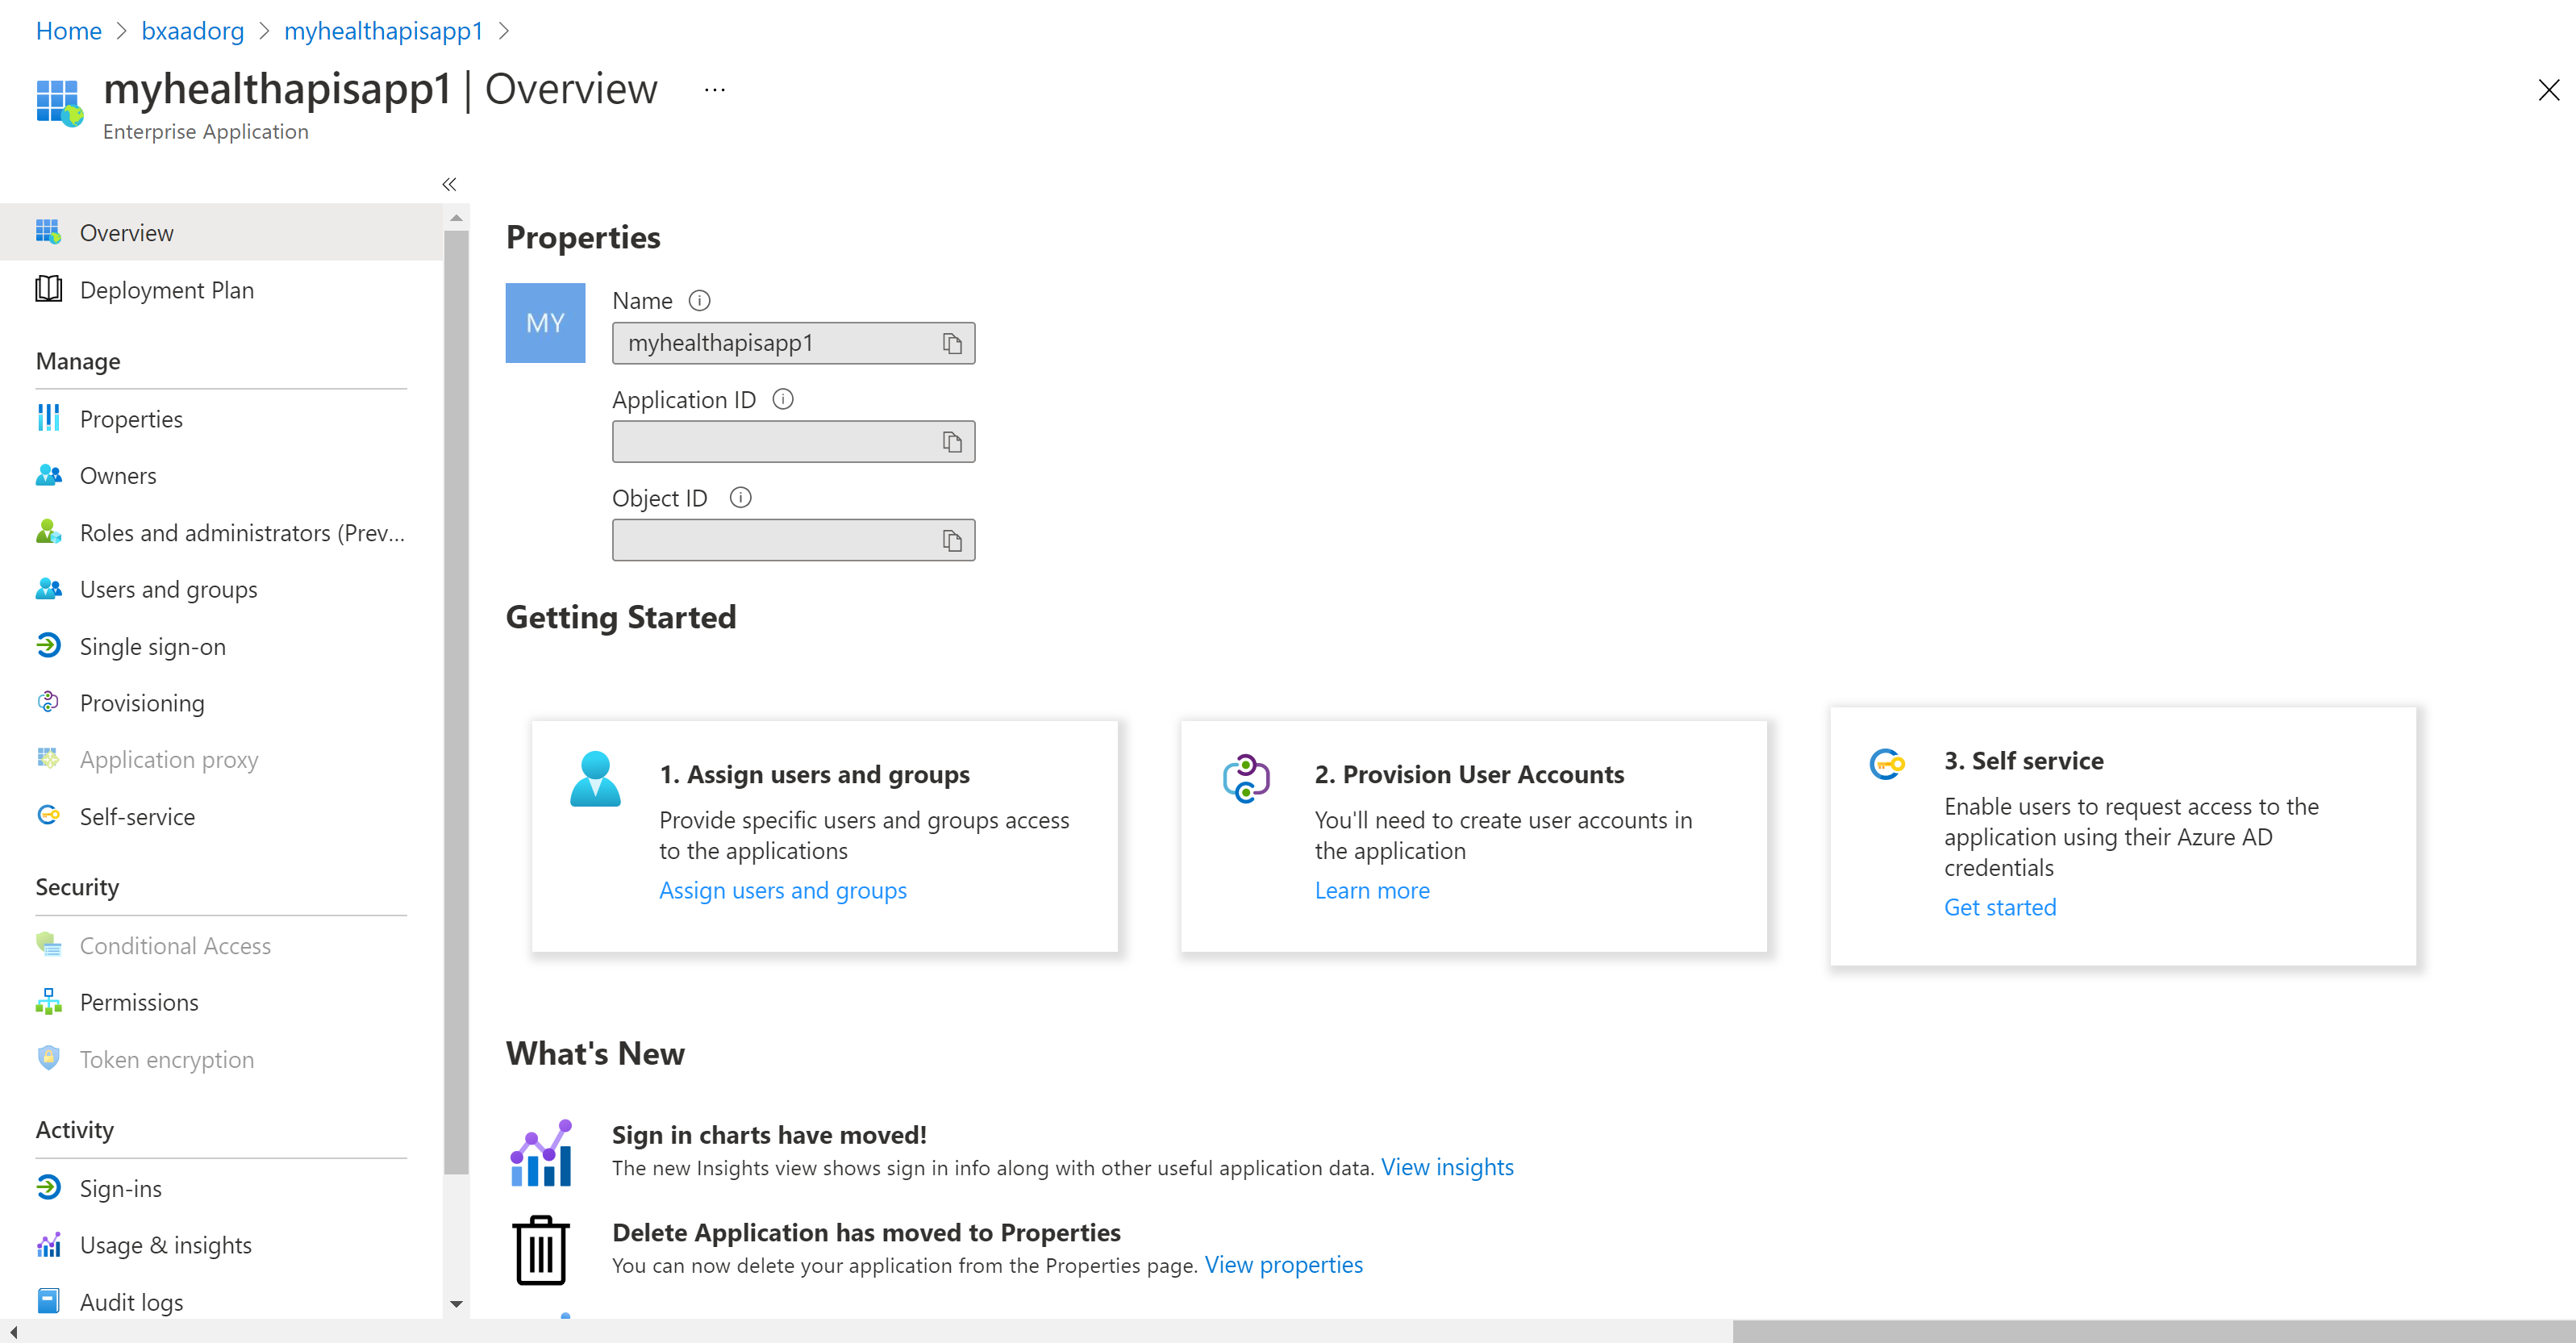 Home > bxaadorg > myhealthapisapp1 >
myhealthapisapp1 | Overview ...
Enterprise Application
Overview
Deployment Plan
Manage
Properties
Owners
Roles and administrators (Prev...
Users and groups
Single sign-on
Provisioning
Application proxy
Self-service
Security
Conditional Access
Permissions
Token encryption
Activity
Sign-ins
Usage & insights
Audit logs
Properties
MY
Name
myhealthapisapp1
Application ID
Object ID
Getting Started
1. Assign users and groups
Provide specific users and groups access
to the applications
Assign users and groups
2. Provision User Accounts
You'll need to create user accounts in
the application
Learn more
3. Self service
Enable users to request access to the
application using their Azure AD
credentials
Get started
What's New
Sign in charts have moved!
The new Insights view shows sign in info along with other useful application data. View insights
Delete Application has moved to Properties
You can now delete your application from the Properties page. View properties